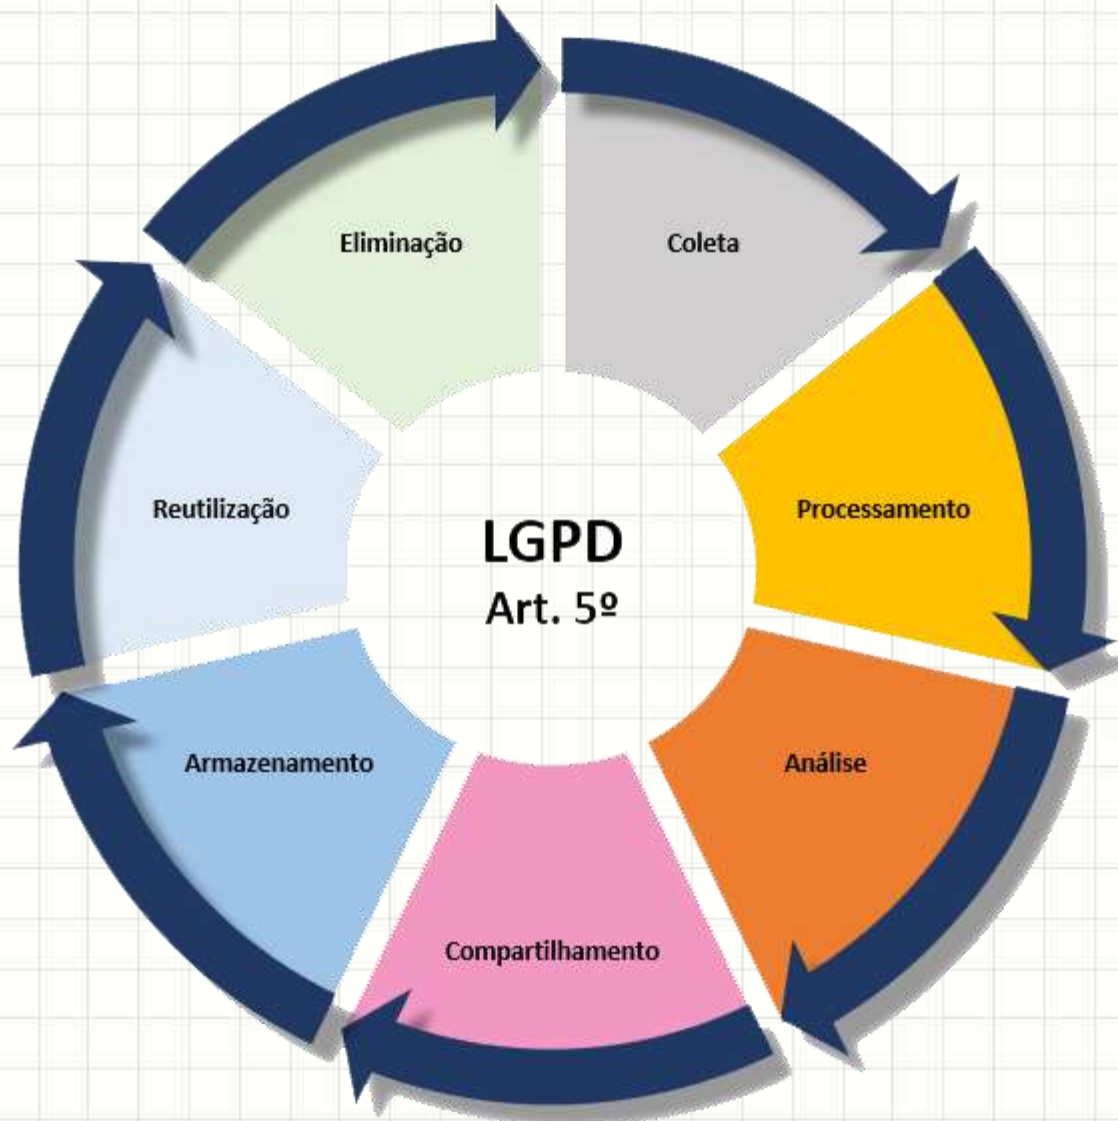 Eliminação
Coleta
Reutilização
Processamento
LGPD
Art. 5º
Armazenamento
Análise
Compartilhamento